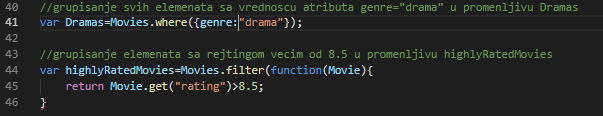 40 //grupisanje svih elemenata sa vrednoscu atributa genre="drama" u promenljivu Dramas
41 var Dramas=Movies.where({genre:"drama"});
42
43 //grupisanje elemenata sa rejtingom vecim od 8.5 u promenljivu highlyRatedMovies
44 var highlyRatedMovies=Movies.filter(function(Movie){
45 return Movie.get("rating")>8.5;
46 }